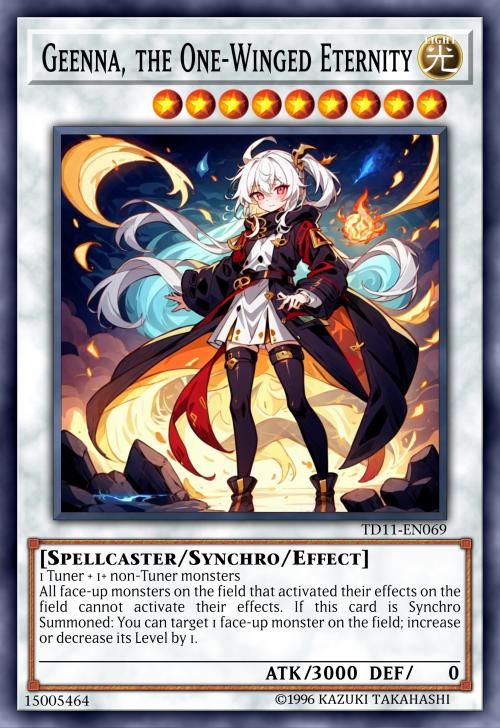 Geenna, the One-Winged Eternity
LIGHT
光
TD11-EN069
[Spellcaster/Synchro/Effect]
1 Tuner + 1+ non-Tuner monsters
All face-up monsters on the field that activated their effects on the
field cannot activate their effects. If this card is Synchro
Summoned: You can target 1 face-up monster on the field; increase
or decrease its Level by 1.
ATK/3000 DEF/ 0
15005464
©1996 KAZUKI TAKAHASHI